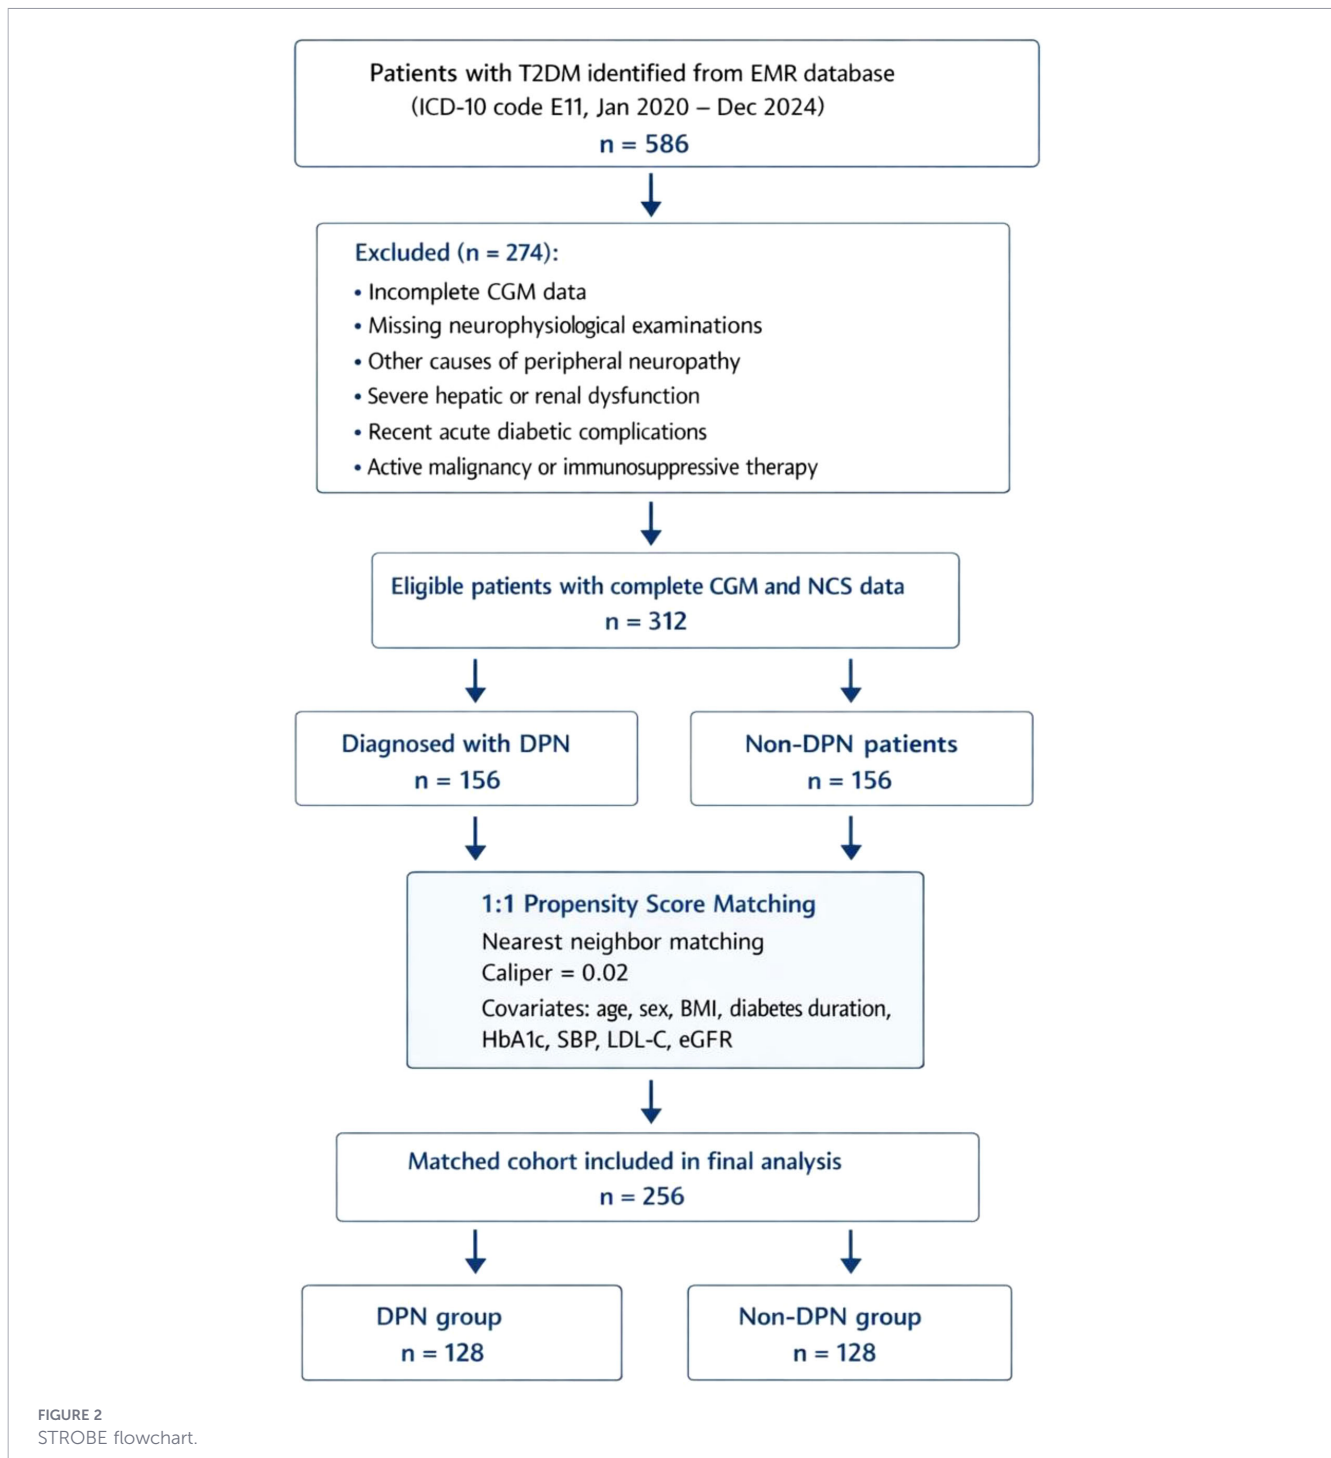 Patients with T2DM identified from EMR database
(ICD-10 code E11, Jan 2020 – Dec 2024)
n = 586
Excluded (n = 274):
• Incomplete CGM data
• Missing neurophysiological examinations
• Other causes of peripheral neuropathy
• Severe hepatic or renal dysfunction
• Recent acute diabetic complications
• Active malignancy or immunosuppressive therapy
Eligible patients with complete CGM and NCS data
n = 312
Diagnosed with DPN
n = 156
Non-DPN patients
n = 156
1:1 Propensity Score Matching
Nearest neighbor matching
Caliper = 0.02
Covariates: age, sex, BMI, diabetes duration,
HbA1c, SBP, LDL-C, eGFR
Matched cohort included in final analysis
n = 256
DPN group
n = 128
Non-DPN group
n = 128
FIGURE 2
STROBE flowchart.